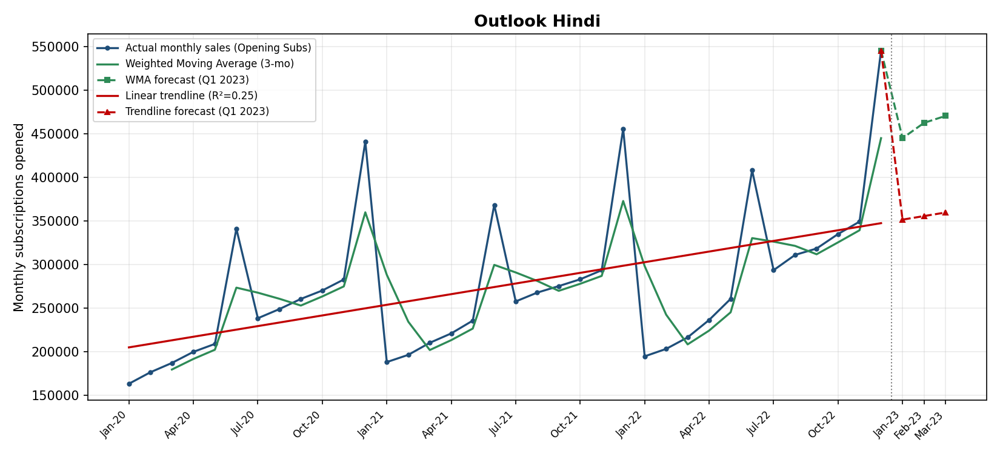 Outlook Hindi
Actual monthly sales (Opening Subs)
Weighted Moving Average (3-mo)
WMA forecast (Q1 2023)
Linear trendline (R²=0.25)
Trendline forecast (Q1 2023)
Monthly subscriptions opened
550000
500000
450000
400000
350000
300000
250000
200000
150000
Jan-20
Apr-20
Jul-20
Oct-20
Jan-21
Apr-21
Jul-21
Oct-21
Jan-22
Apr-22
Jul-22
Oct-22
Jan-23
Feb-23
Mar-23